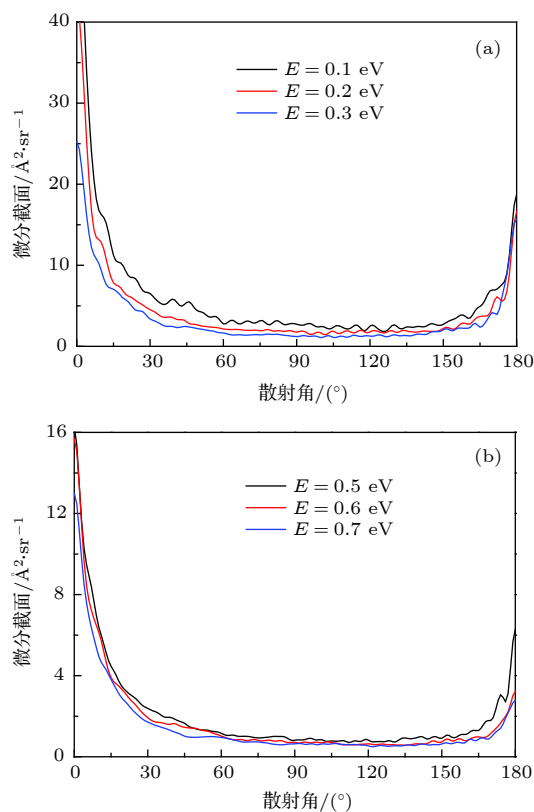 40
(a)
E = 0.1 eV
E = 0.2 eV
30
E = 0.3 eV
微分截面/Å²·sr⁻¹
20
10
0
0 30 60 90 120 150 180
散射角/(°)
16
(b)
E = 0.5 eV
E = 0.6 eV
12
E = 0.7 eV
微分截面/Å²·sr⁻¹
8
4
0
0 30 60 90 120 150 180
散射角/(°)